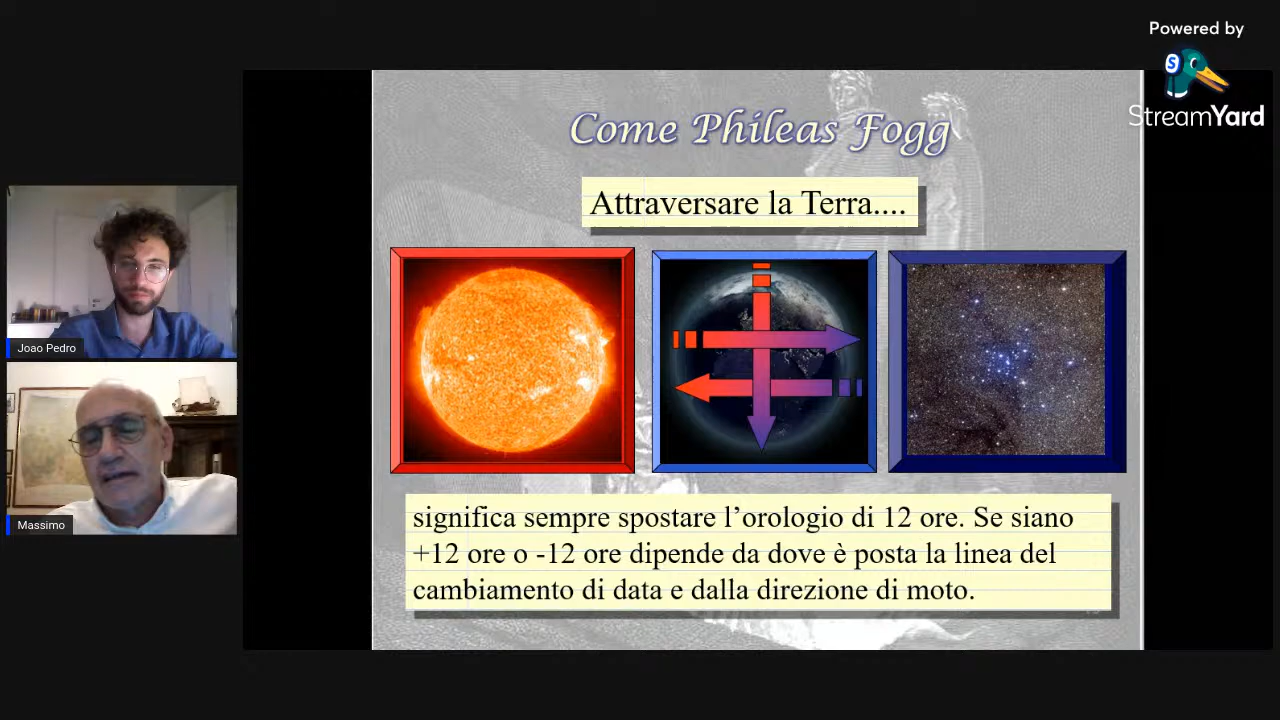 Powered by
StreamYard
Come Phileas Fogg
Attraversare la Terra....
Joao Pedro
Massimo
significa sempre spostare l’orologio di 12 ore. Se siano
+12 ore o -12 ore dipende da dove è posta la linea del
cambiamento di data e dalla direzione di moto.